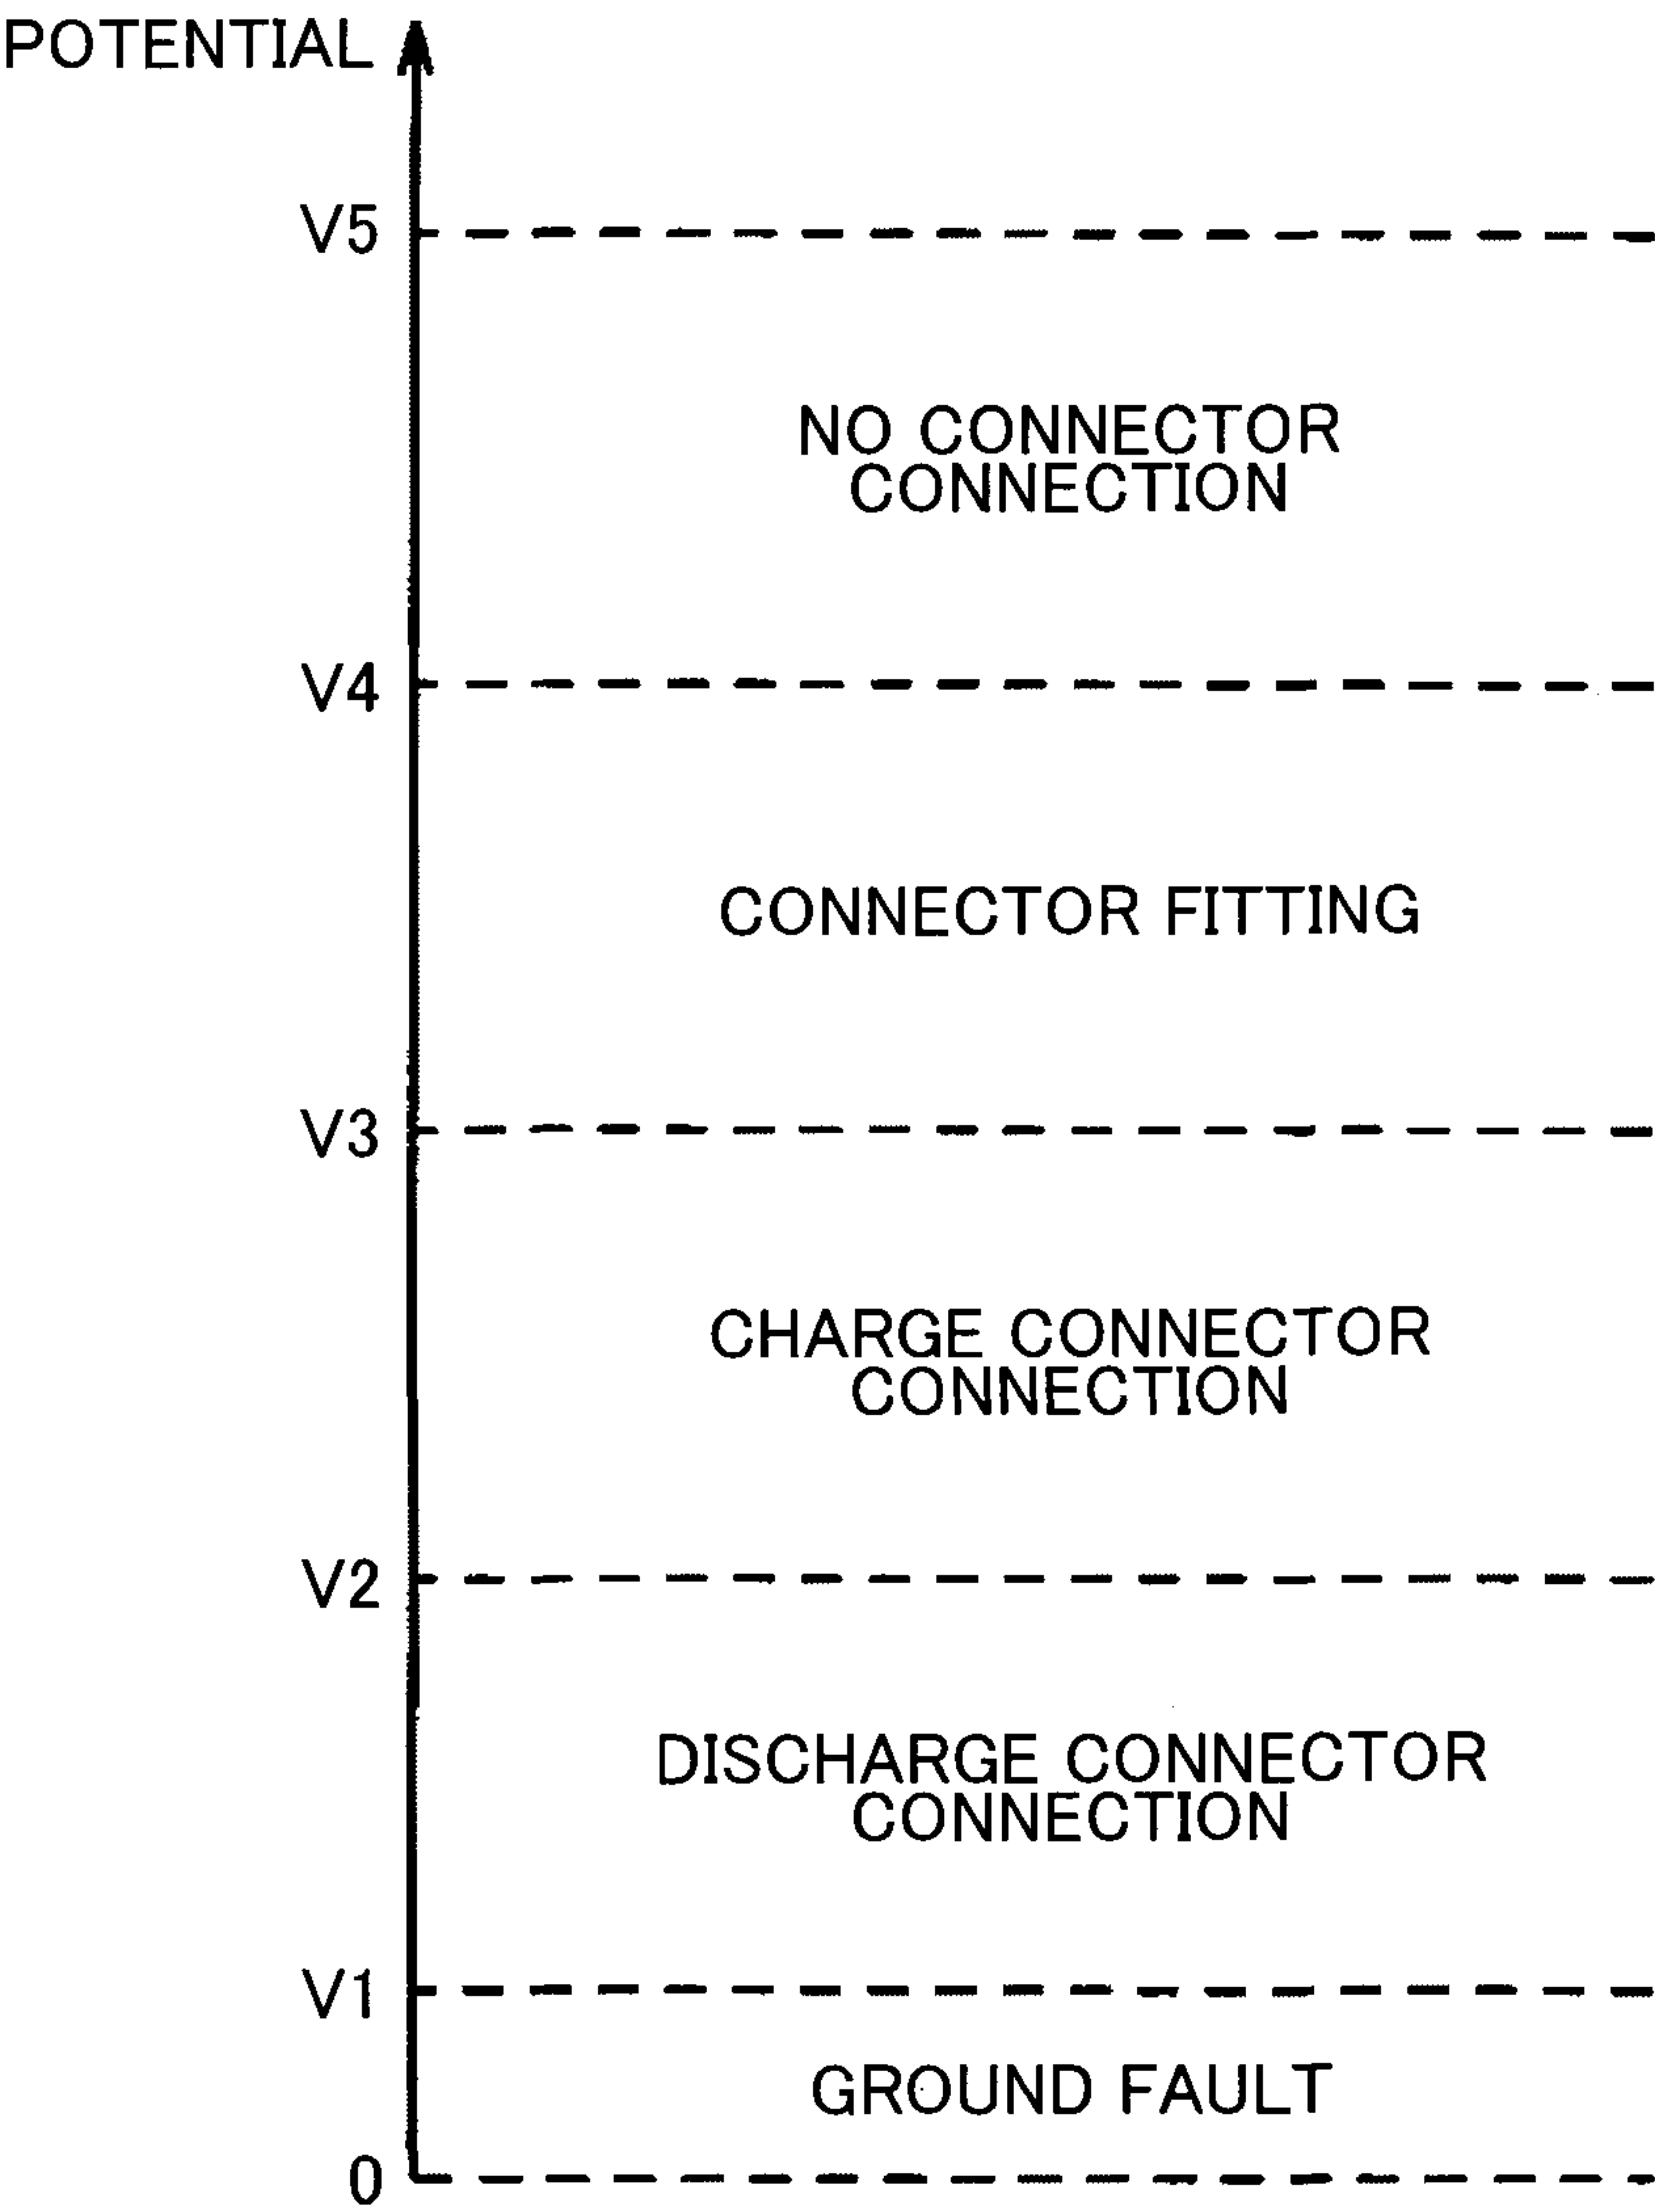 POTENTIAL
V5
NO CONNECTOR
CONNECTION
V4
CONNECTOR FITTING
V3
CHARGE CONNECTOR
CONNECTION
V2
DISCHARGE CONNECTOR
CONNECTION
V1
GROUND FAULT
0